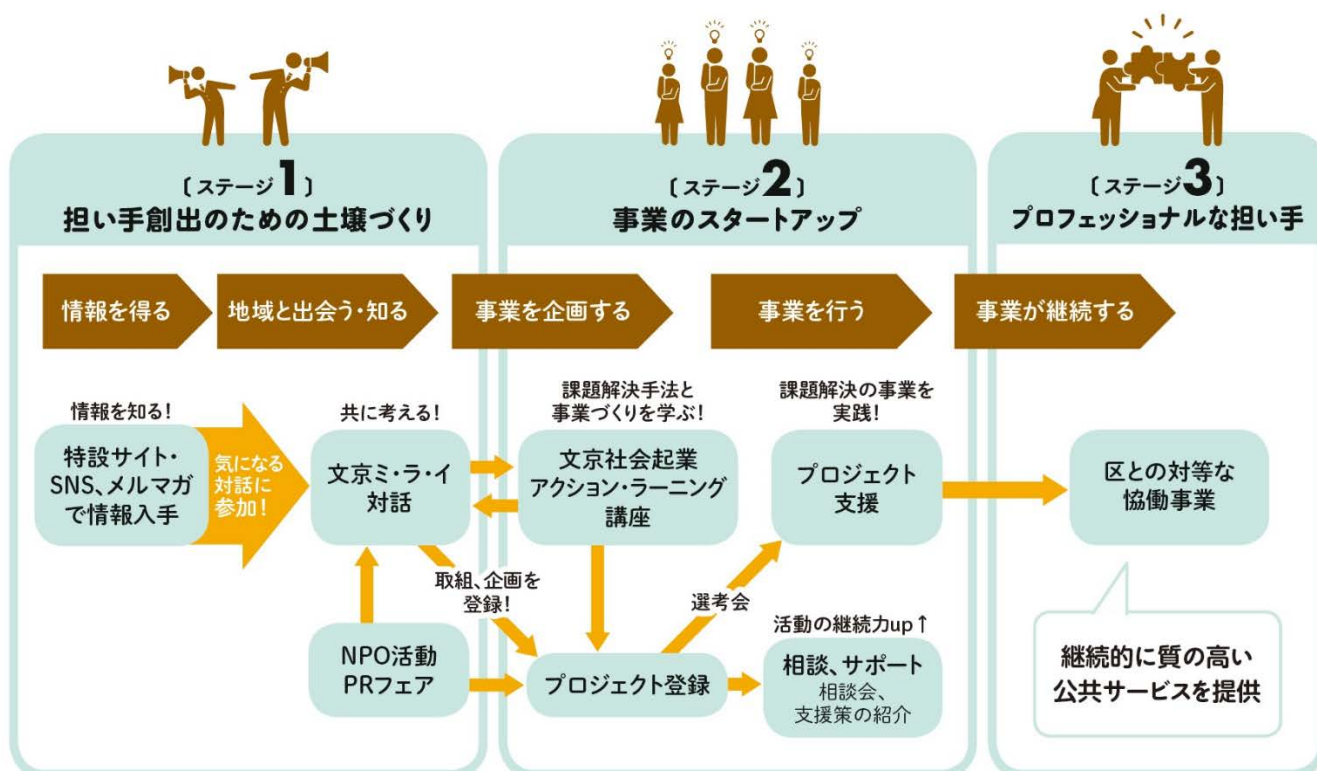 〔ステージ1〕
担い手創出のための土壌づくり
〔ステージ2〕
事業のスタートアップ
〔ステージ3〕
プロフェッショナルな担い手
情報を得る
地域と出会う・知る
事業を企画する
事業を行う
事業が継続する
情報を知る!
特設サイト・
SNS、メルマガ
で情報入手
気になる
対話に
参加!
共に考える!
文京ミ・ラ・イ
対話
課題解決手法と
事業づくりを学ぶ!
文京社会起業
アクション・ラーニング
講座
課題解決の事業を
実践!
プロジェクト
支援
区との対等な
協働事業
取組、企画を
登録!
選考会
NPO活動
PRフェア
プロジェクト登録
活動の継続力up↑
相談、サポート
相談会、
支援策の紹介
継続的に質の高い
公共サービスを提供